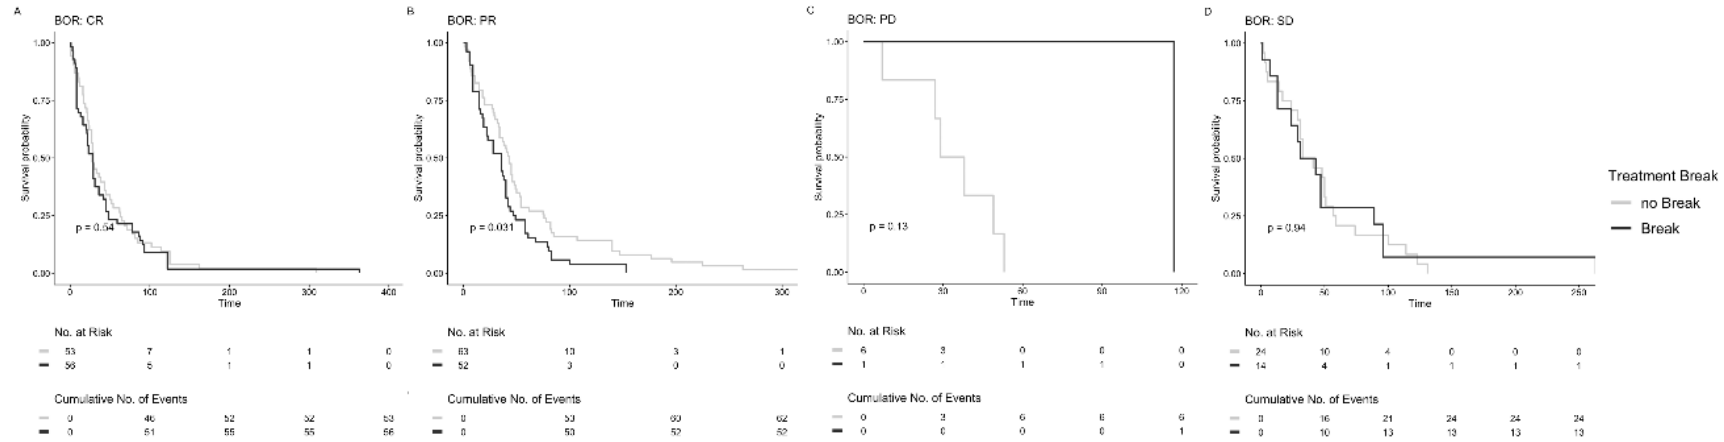 A
BOR: CR
1.00
0.75
0.50
0.25
0.00
Survival probability
p = 0.54
0 100 200 300 400
Time
No. at Risk
53 7 1 1 0
56 5 1 1 0
Cumulative No. of Events
0 46 52 52 53
0 51 55 55 56
B
BOR: PR
1.00
0.75
0.50
0.25
0.00
Survival probability
p = 0.031
0 100 200 300
Time
No. at Risk
63 10 3 1
52 3 0 0
Cumulative No. of Events
0 53 60 62
0 50 52 52
C
BOR: PD
1.00
0.75
0.50
0.25
0.00
Survival probability
p = 0.13
0 30 60 90 120
Time
No. at Risk
6 3 0 0 0
1 1 1 1 0
Cumulative No. of Events
0 3 6 6 6
0 0 0 0 1
D
BOR: SD
1.00
0.75
0.50
0.25
0.00
Survival probability
p = 0.94
0 50 100 150 200 250
Time
No. at Risk
24 10 4 0 0 0
14 4 1 1 1 1
Cumulative No. of Events
0 16 21 24 24 24
0 10 13 13 13 13
Treatment Break
no Break
Break